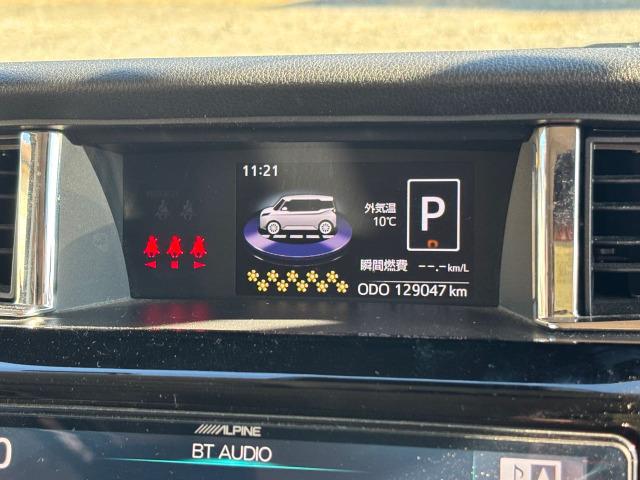 11:21
外気温
10℃
P
瞬間燃費 --.- km/L
ODO 129047 km
ALPINE
BT AUDIO